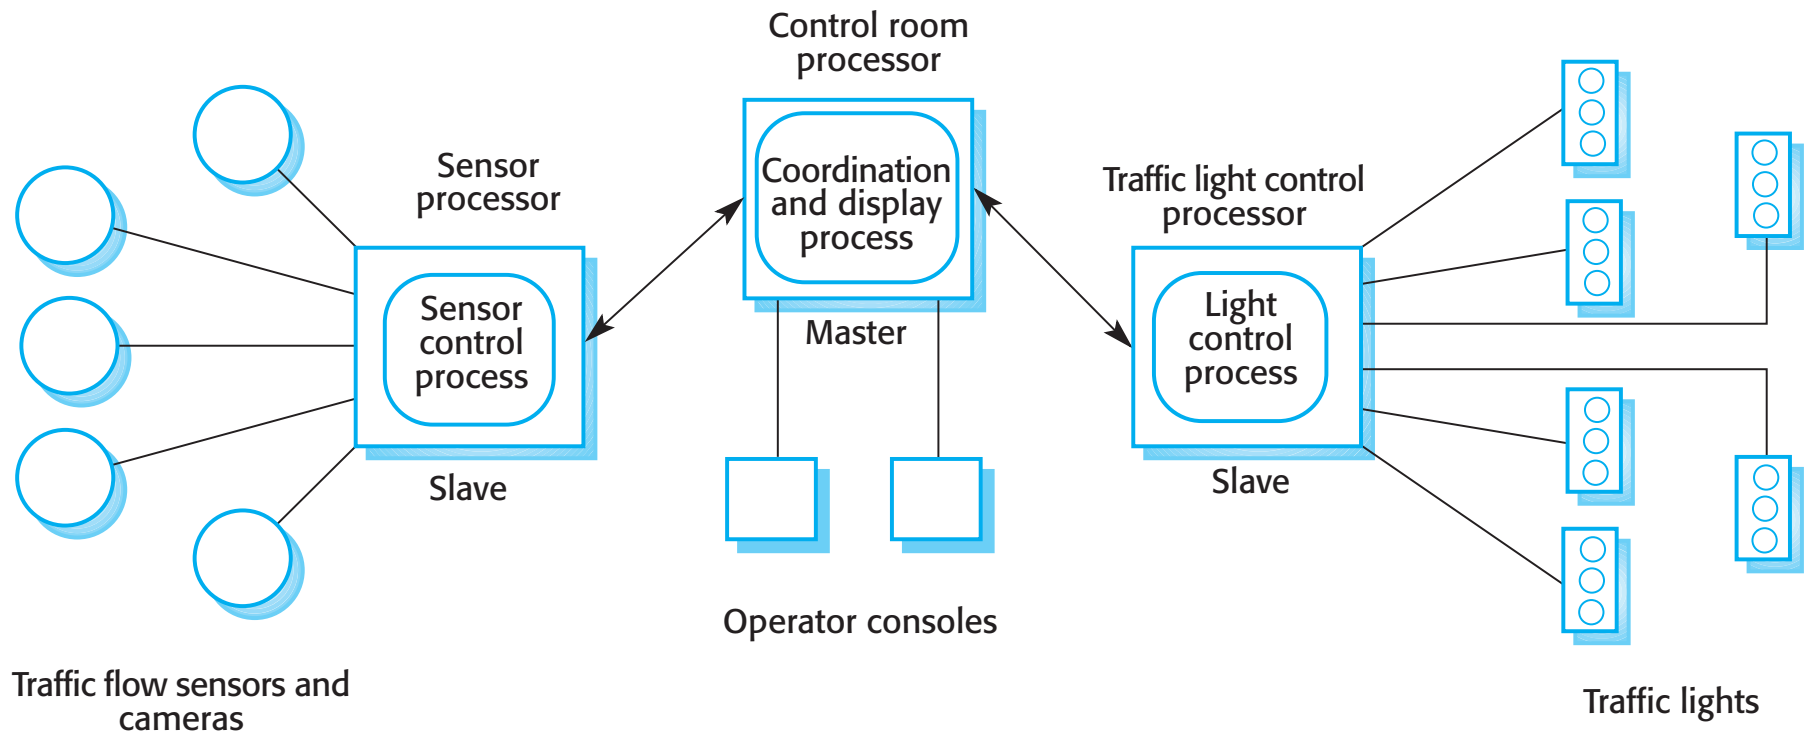 Control room
processor
Sensor
processor
Coordination
and display
process
Traffic light control
processor
Sensor
control
process
Master
Light
control
process
Slave
Slave
Operator consoles
Traffic flow sensors and
cameras
Traffic lights